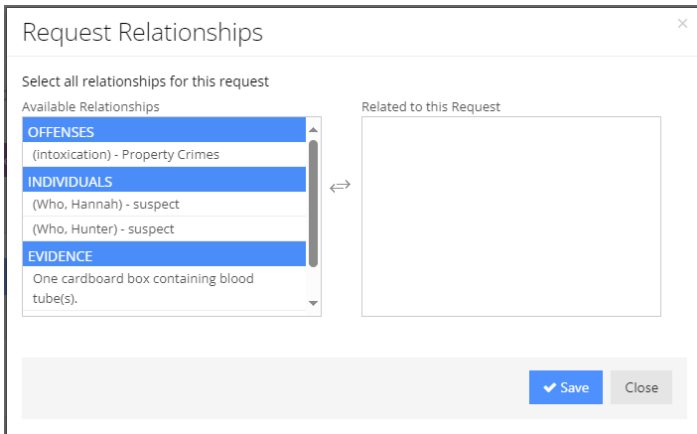 Request Relationships
×
Select all relationships for this request
Available Relationships
OFFENSES
(intoxication) - Property Crimes
INDIVIDUALS
(Who, Hannah) - suspect
(Who, Hunter) - suspect
EVIDENCE
One cardboard box containing blood
tube(s).
Related to this Request
Save
Close